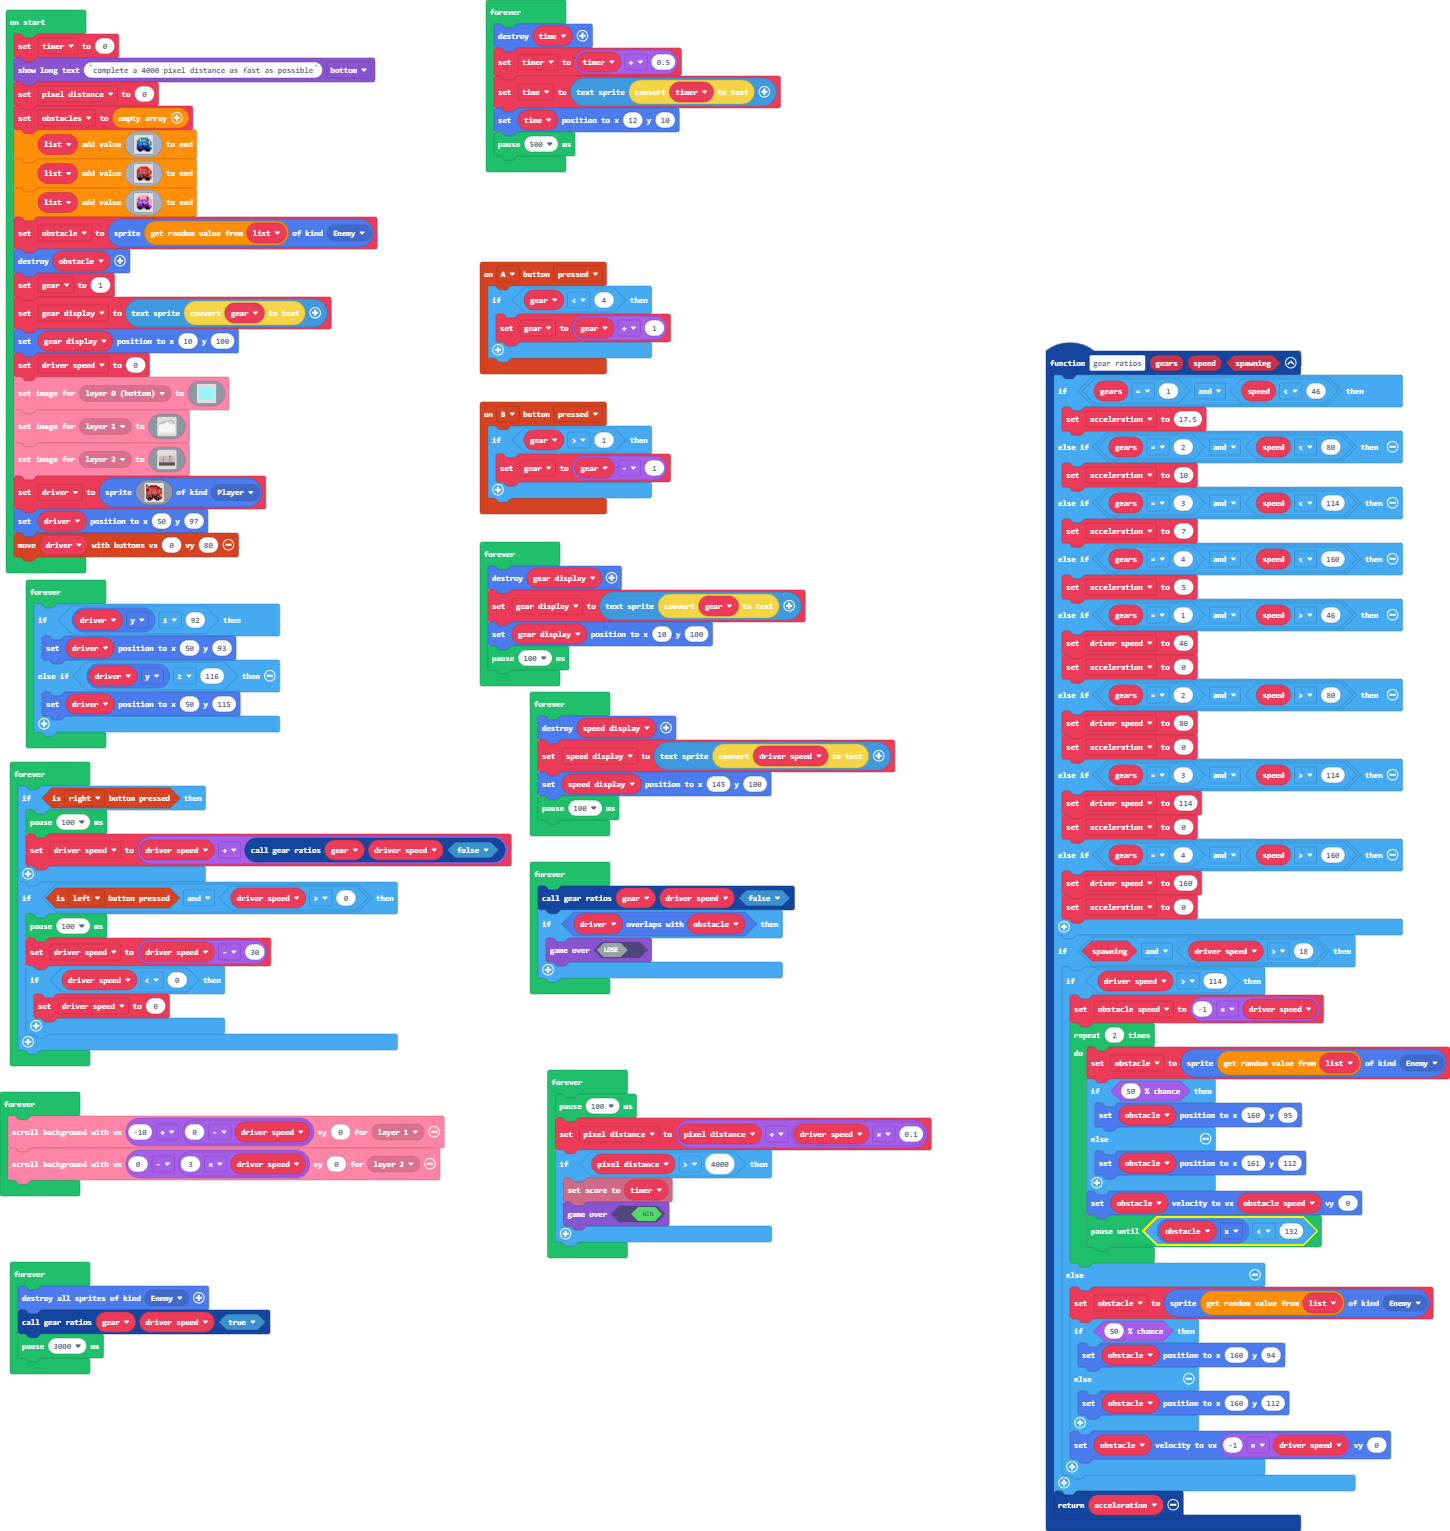 on start
set timer to 0
show long text "complete a 4000 pixel distance as fast as possible" bottom
set pixel distance to 0
set obstacles to empty array
list add value to end
list add value to end
list add value to end
set obstacle to sprite get random value from list of kind Enemy
destroy obstacle
set gear to 1
set gear display to text sprite convert gear to text
set gear display position to x 10 y 100
set driver speed to 0
set image for layer 0 (bottom) to
set image for layer 1 to
set image for layer 2 to
set driver to sprite of kind Player
set driver position to x 50 y 97
move driver with buttons vx 0 vy 80
forever
if driver y ≤ 92 then
set driver position to x 50 y 93
else if driver y ≥ 116 then
set driver position to x 50 y 115
forever
if is right button pressed then
pause 100 ms
set driver speed to driver speed + call gear ratios gear driver speed false
if is left button pressed and driver speed > 0 then
pause 100 ms
set driver speed to driver speed - 30
if driver speed < 0 then
set driver speed to 0
forever
scroll background with vx -10 + 0 - driver speed vy 0 for layer 1
scroll background with vx 0 - 3 × driver speed vy 0 for layer 2
forever
destroy all sprites of kind Enemy
call gear ratios gear driver speed true
pause 3000 ms
forever
destroy time
set timer to timer + 0.5
set time to text sprite convert timer to text
set time position to x 12 y 10
pause 500 ms
on A button pressed
if gear < 4 then
set gear to gear + 1
on B button pressed
if gear > 1 then
set gear to gear - 1
forever
destroy gear display
set gear display to text sprite convert gear to text
set gear display position to x 10 y 100
pause 100 ms
forever
destroy speed display
set speed display to text sprite convert driver speed to text
set speed display position to x 145 y 100
pause 100 ms
forever
call gear ratios gear driver speed false
if driver overlaps with obstacle then
game over LOSE
forever
pause 100 ms
set pixel distance to pixel distance + driver speed × 0.1
if pixel distance > 4000 then
set score to timer
game over WIN
function gear ratios gears speed spawning
if gears = 1 and speed < 46 then
set acceleration to 17.5
else if gears = 2 and speed < 80 then
set acceleration to 10
else if gears = 3 and speed < 114 then
set acceleration to 7
else if gears = 4 and speed < 160 then
set acceleration to 5
else if gears = 1 and speed > 46 then
set driver speed to 46
set acceleration to 0
else if gears = 2 and speed > 80 then
set driver speed to 80
set acceleration to 0
else if gears = 3 and speed > 114 then
set driver speed to 114
set acceleration to 0
else if gears = 4 and speed > 160 then
set driver speed to 160
set acceleration to 0
if spawning and driver speed > 18 then
if driver speed > 114 then
set obstacle speed to -1 × driver speed
repeat 2 times
do
set obstacle to sprite get random value from list of kind Enemy
if 50 % chance then
set obstacle position to x 160 y 95
else
set obstacle position to x 161 y 112
set obstacle velocity to vx obstacle speed vy 0
pause until obstacle x < 132
else
set obstacle to sprite get random value from list of kind Enemy
if 50 % chance then
set obstacle position to x 160 y 94
else
set obstacle position to x 160 y 112
set obstacle velocity to vx -1 × driver speed vy 0
return acceleration